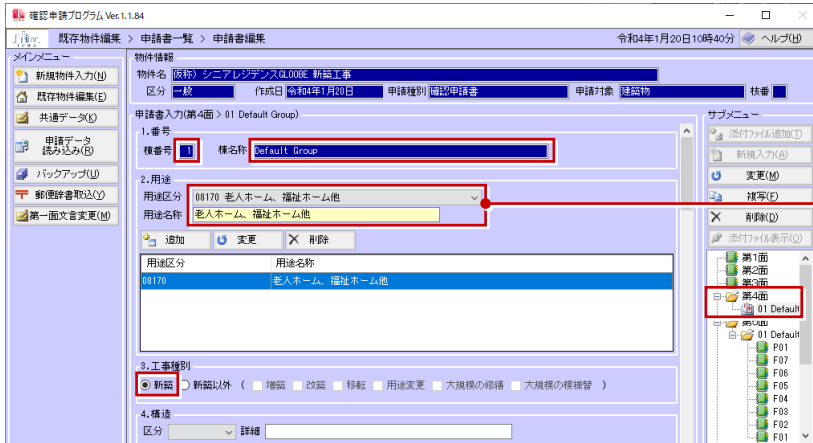 確認申請プログラム Ver.1.1.84
既存物件編集 > 申請書一覧 > 申請書編集
令和4年1月20日10時40分 ヘルプ(H)
メインメニュー
新規物件入力(N)
既存物件編集(E)
共通データ(K)
申請データ
読み込み(R)
バックアップ(U)
郵便辞書取込(Y)
第一面文言変更(M)
物件情報
物件名 (仮称) シニアレジデンスGLOOBE 新築工事
区分 一般 作成日 令和4年1月20日 申請種別 確認申請書 申請対象 建築物 枝番
申請書入力(第4面 > 01 Default Group)
1.番号
棟番号 1 棟名称 Default Group
2.用途
用途区分 08170 老人ホーム、福祉ホーム他
用途名称 老人ホーム、福祉ホーム他
追加 変更 削除
用途区分 用途名称
08170 老人ホーム、福祉ホーム他
3.工事種別
新築 新築以外 ( 増築 改築 移転 用途変更 大規模の修繕 大規模の模様替 )
4.構造
区分 詳細
サブメニュー
添付ファイル追加(T)
新規入力(A)
変更(M)
複写(F)
削除(D)
添付ファイル表示(O)
第1面
第2面
第3面
第4面
01 Default
第5面
01 Default
P01
F07
F06
F05
F04
F03
F02
F01